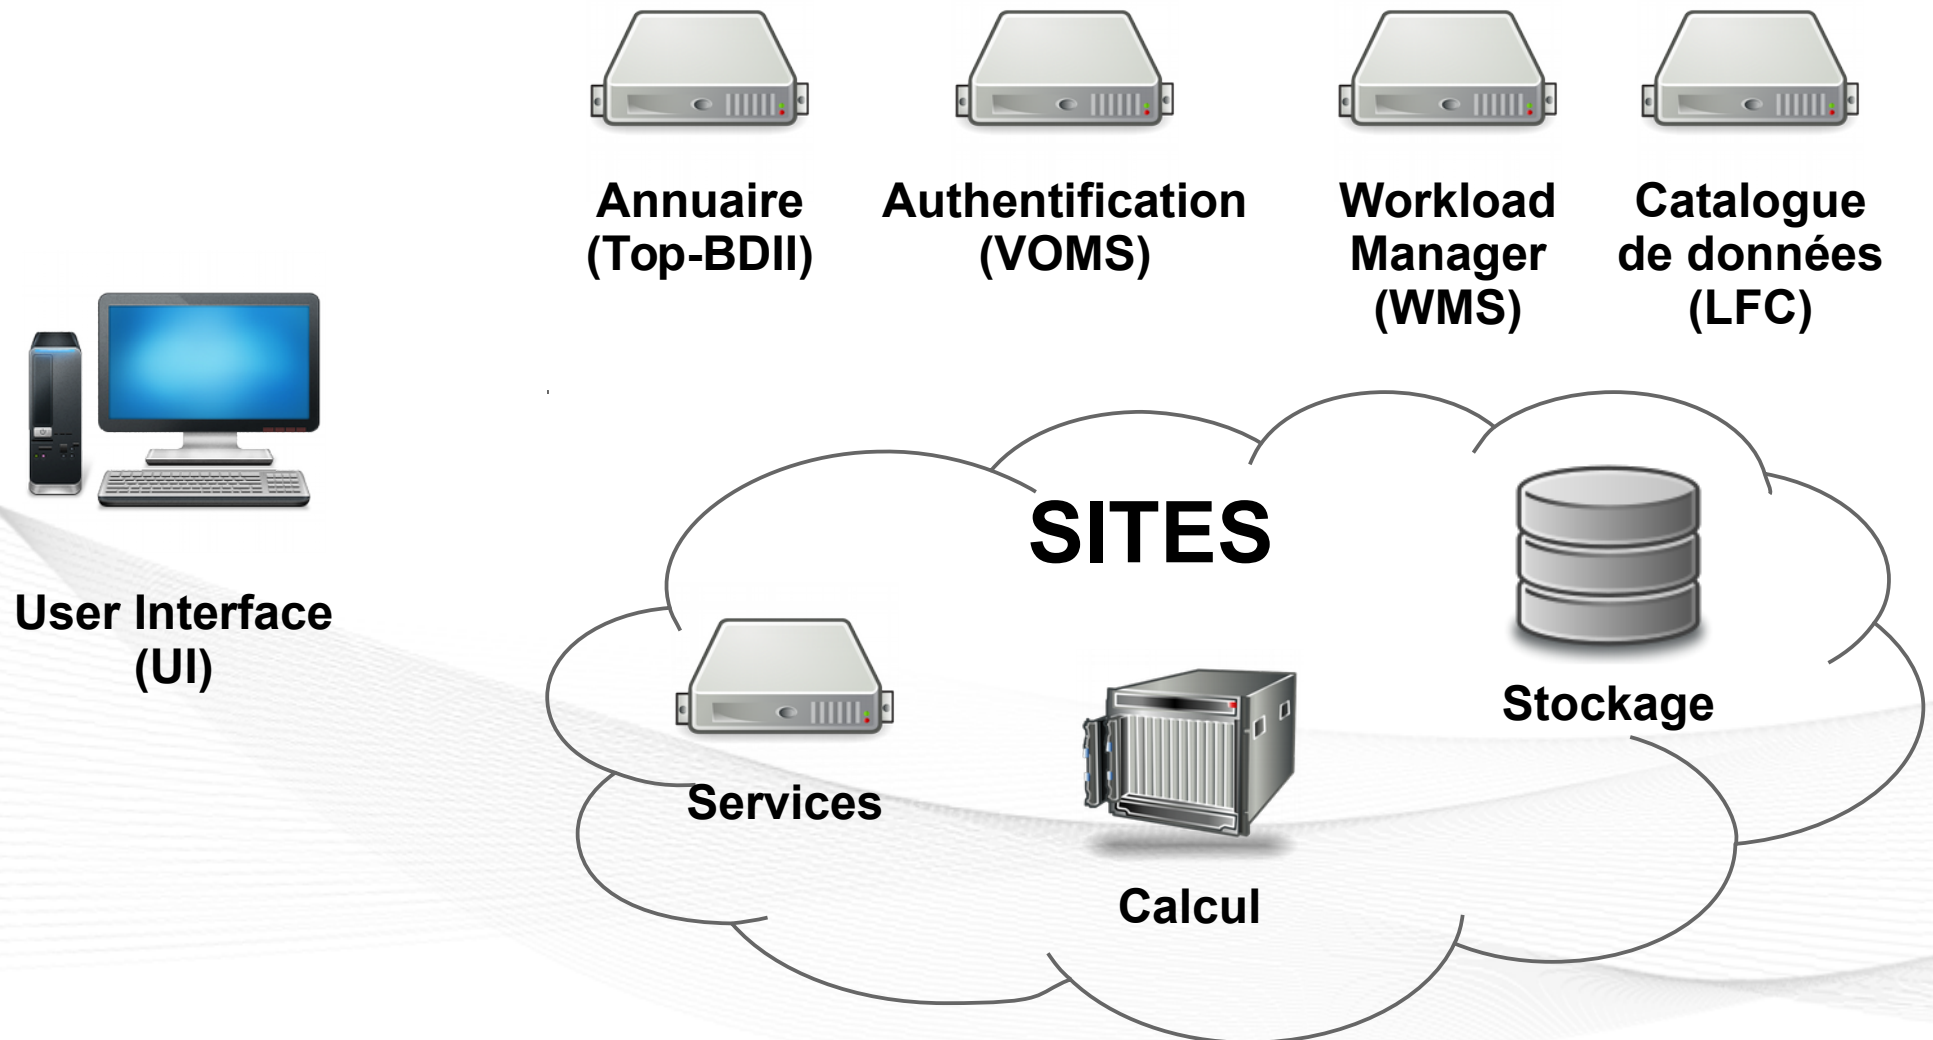 Annuaire
(Top-BDII)
Authentification
(VOMS)
Workload
Manager
(WMS)
Catalogue
de données
(LFC)
User Interface
(UI)
SITES
Services
Calcul
Stockage